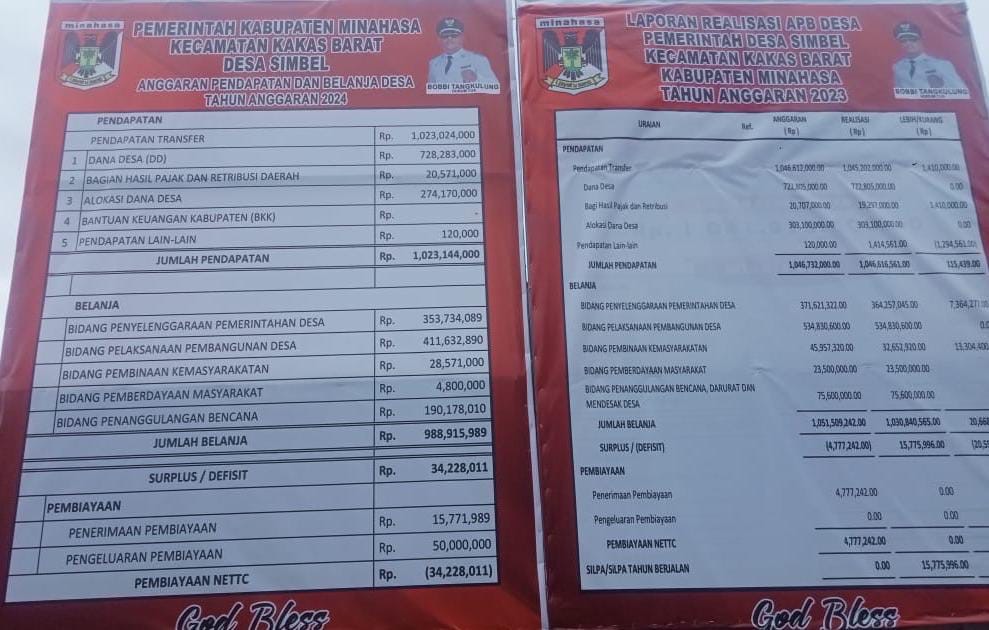 minahasa
PEMERINTAH KABUPATEN MINAHASA
KECAMATAN KAKAS BARAT
DESA SIMBEL
ANGGARAN PENDAPATAN DAN BELANJA DESA
TAHUN ANGGARAN 2024
BOBBI TANGKULUNG
PENDAPATAN
PENDAPATAN TRANSFER Rp. 1,023,024,000
1 DANA DESA (DD) Rp. 728,283,000
2 BAGIAN HASIL PAJAK DAN RETRIBUSI DAERAH Rp. 20,571,000
3 ALOKASI DANA DESA Rp. 274,170,000
4 BANTUAN KEUANGAN KABUPATEN (BKK) Rp. -
5 PENDAPATAN LAIN-LAIN Rp. 120,000
JUMLAH PENDAPATAN Rp. 1,023,144,000
BELANJA
BIDANG PENYELENGGARAAN PEMERINTAHAN DESA Rp. 353,734,089
BIDANG PELAKSANAAN PEMBANGUNAN DESA Rp. 411,632,890
BIDANG PEMBINAAN KEMASYARAKATAN Rp. 28,571,000
BIDANG PEMBERDAYAAN MASYARAKAT Rp. 4,800,000
BIDANG PENANGGULANGAN BENCANA Rp. 190,178,010
JUMLAH BELANJA Rp. 988,915,989
SURPLUS / DEFISIT Rp. 34,228,011
PEMBIAYAAN
PENERIMAAN PEMBIAYAAN Rp. 15,771,989
PENGELUARAN PEMBIAYAAN Rp. 50,000,000
PEMBIAYAAN NETTC Rp. (34,228,011)
God Bless
minahasa
LAPORAN REALISASI APB DESA
PEMERINTAH DESA SIMBEL
KECAMATAN KAKAS BARAT
KABUPATEN MINAHASA
TAHUN ANGGARAN 2023
BOBBI TANGKULUNG
URAIAN Ref. ANGGARAN (Rp) REALISASI (Rp) LEBIH/KURANG (Rp)
PENDAPATAN
Pendapatan Transfer 1,046,612,000.00 1,045,202,000.00 1,410,000.00
Dana Desa 722,805,000.00 722,805,000.00 0.00
Bagi Hasil Pajak dan Retribusi 20,707,000.00 19,297,000.00 1,410,000.00
Alokasi Dana Desa 303,100,000.00 303,100,000.00 0.00
Pendapatan Lain-lain 120,000.00 1,414,561.00 (1,294,561.00)
JUMLAH PENDAPATAN 1,046,732,000.00 1,046,616,561.00 115,439.00
BELANJA
BIDANG PENYELENGGARAAN PEMERINTAHAN DESA 371,621,322.00 364,257,045.00 7,364,277.00
BIDANG PELAKSANAAN PEMBANGUNAN DESA 534,830,600.00 534,830,600.00 0.0
BIDANG PEMBINAAN KEMASYARAKATAN 45,957,320.00 32,652,920.00 13,304,400
BIDANG PEMBERDAYAAN MASYARAKAT 23,500,000.00 23,500,000.00
BIDANG PENANGGULANGAN BENCANA, DARURAT DAN
MENDESAK DESA 75,600,000.00 75,600,000.00
JUMLAH BELANJA 1,051,509,242.00 1,030,840,565.00 20,668
SURPLUS / (DEFISIT) (4,777,242.00) 15,775,996.00 (20,55
PEMBIAYAAN
Penerimaan Pembiayaan 4,777,242.00 0.00
Pengeluaran Pembiayaan 0.00 0.00
PEMBIAYAAN NETTC 4,777,242.00 0.00
SILPA/SILPA TAHUN BERJALAN 0.00 15,775,996.00
God Bless